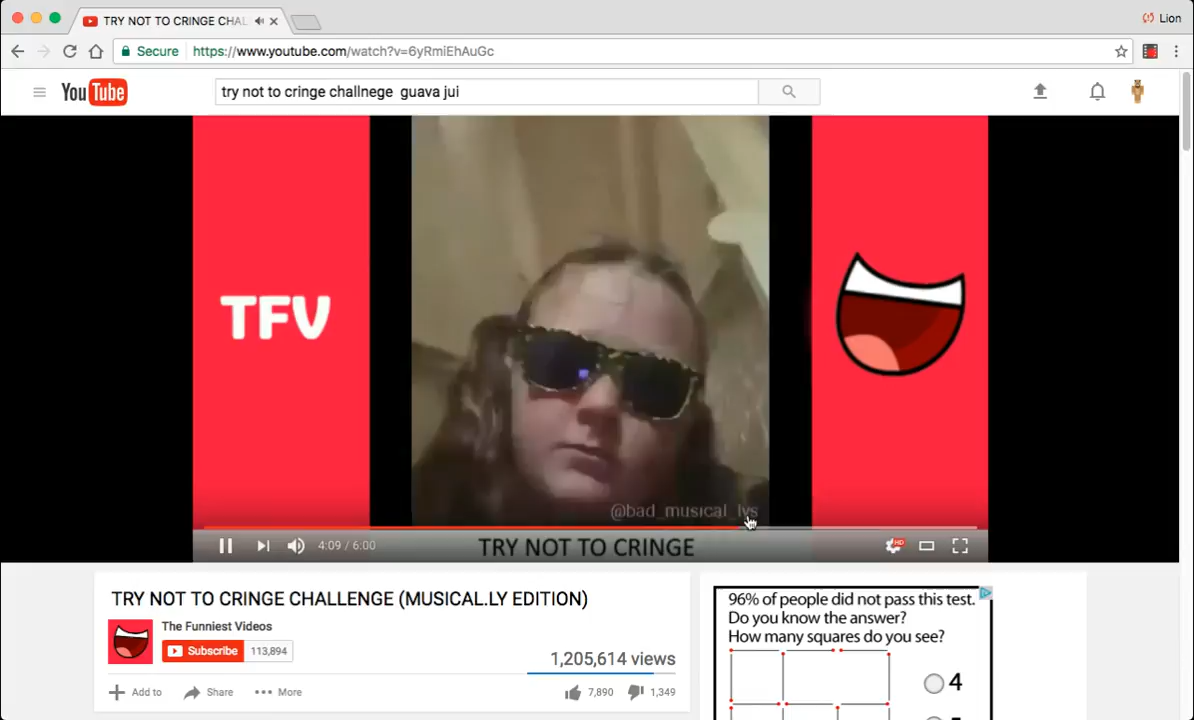 TRY NOT TO CRINGE CHAL
Lion
Secure https://www.youtube.com/watch?v=6yRmiEhAuGc
YouTube
try not to cringe challnege guava jui
TFV
@bad_musical_lys
4:09 / 6:00
HD
TRY NOT TO CRINGE
TRY NOT TO CRINGE CHALLENGE (MUSICAL.LY EDITION)
The Funniest Videos
Subscribe 113,894
1,205,614 views
Add to
Share
More
7,890
1,349
96% of people did not pass this test.
Do you know the answer?
How many squares do you see?
4